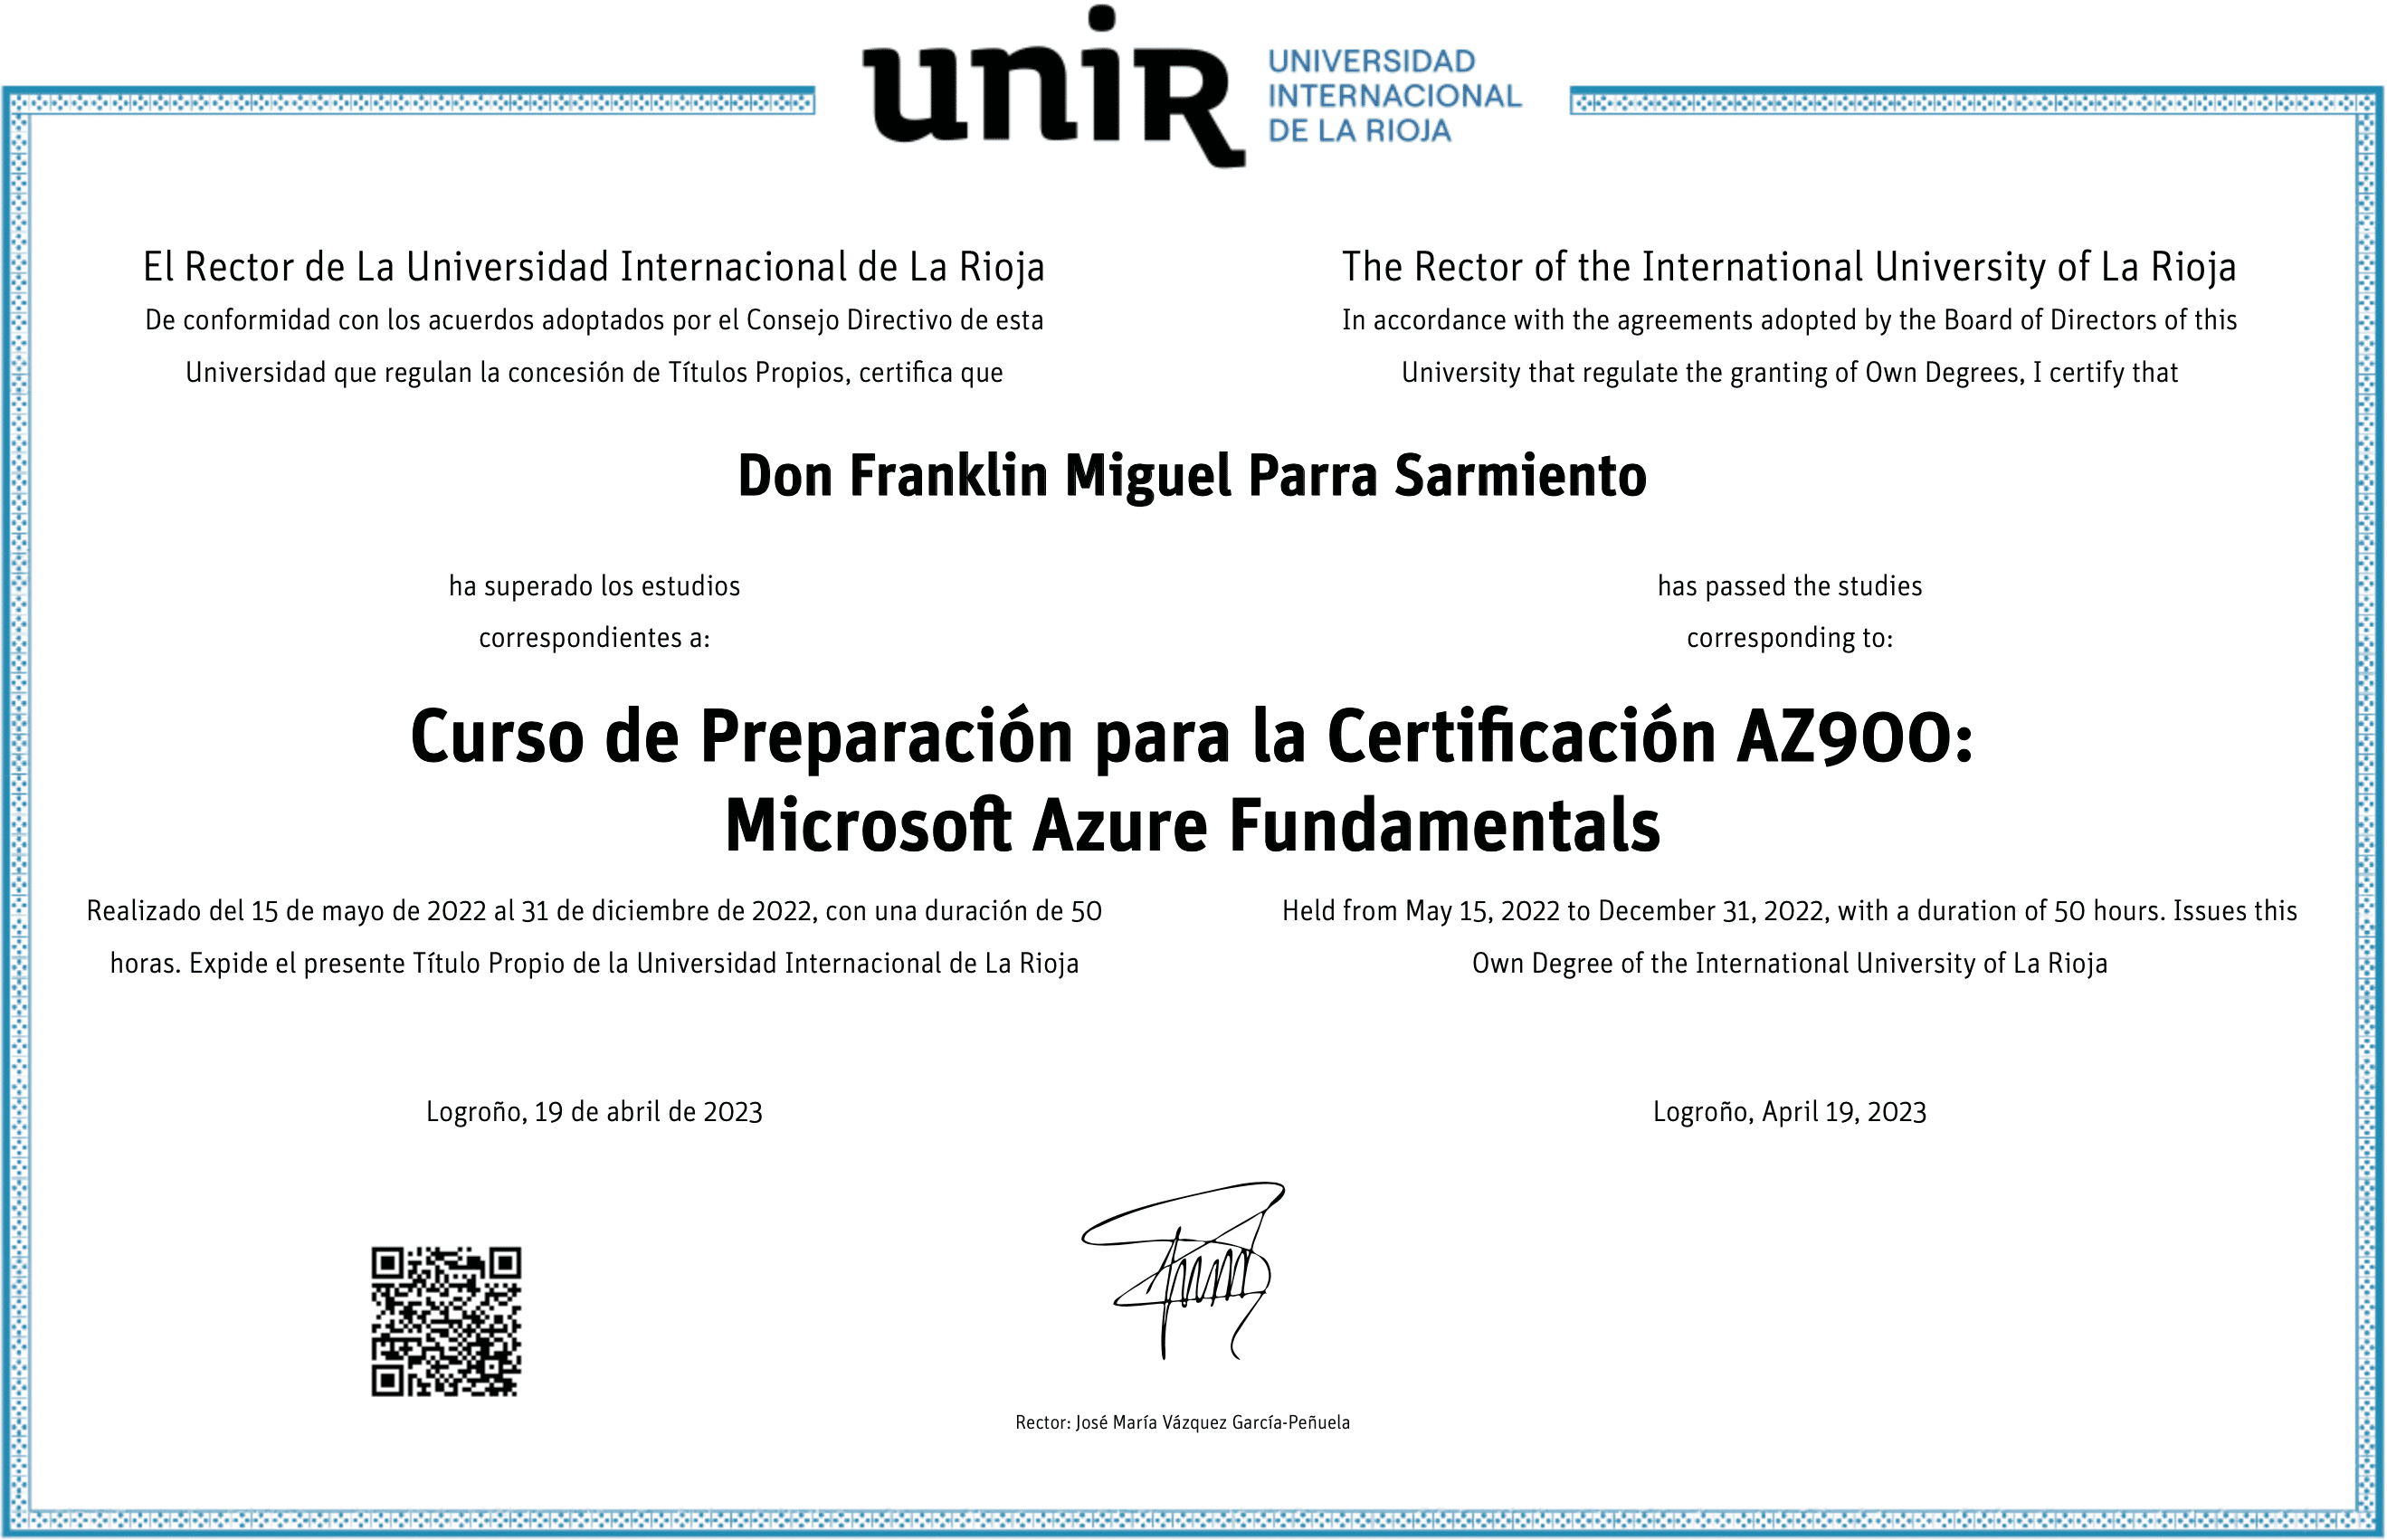 unir
UNIVERSIDAD
INTERNACIONAL
DE LA RIOJA
El Rector de La Universidad Internacional de La Rioja
De conformidad con los acuerdos adoptados por el Consejo Directivo de esta
Universidad que regulan la concesión de Títulos Propios, certifica que
The Rector of the International University of La Rioja
In accordance with the agreements adopted by the Board of Directors of this
University that regulate the granting of Own Degrees, I certify that
Don Franklin Miguel Parra Sarmiento
ha superado los estudios
correspondientes a:
has passed the studies
corresponding to:
Curso de Preparación para la Certificación AZ900:
Microsoft Azure Fundamentals
Realizado del 15 de mayo de 2022 al 31 de diciembre de 2022, con una duración de 50
horas. Expide el presente Título Propio de la Universidad Internacional de La Rioja
Held from May 15, 2022 to December 31, 2022, with a duration of 50 hours. Issues this
Own Degree of the International University of La Rioja
Logroño, 19 de abril de 2023
Logroño, April 19, 2023
Rector: José María Vázquez García-Peñuela